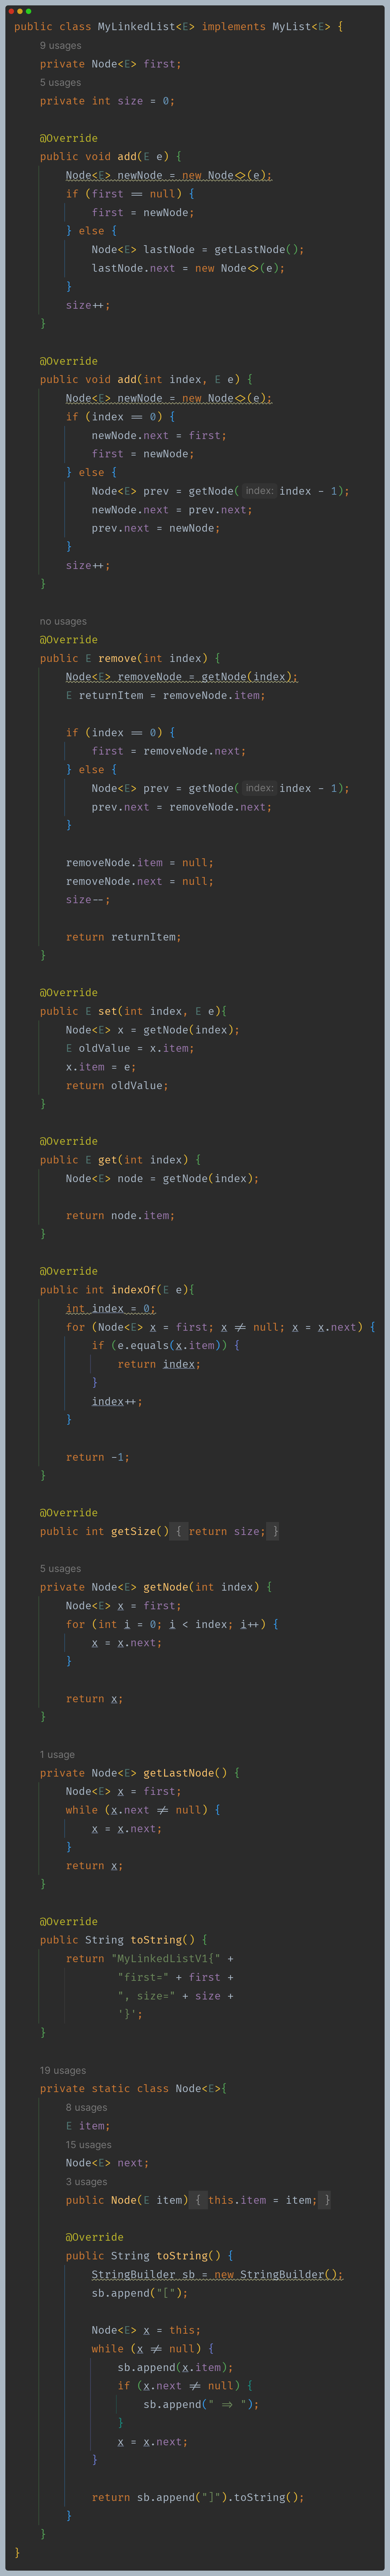 public class MyLinkedList<E> implements MyList<E> {
9 usages
private Node<E> first;
5 usages
private int size = 0;
@Override
public void add(E e) {
Node<E> newNode = new Node<>(e);
if (first == null) {
first = newNode;
} else {
Node<E> lastNode = getLastNode();
lastNode.next = new Node<>(e);
}
size++;
}
@Override
public void add(int index, E e) {
Node<E> newNode = new Node<>(e);
if (index == 0) {
newNode.next = first;
first = newNode;
} else {
Node<E> prev = getNode( index: index - 1);
newNode.next = prev.next;
prev.next = newNode;
}
size++;
}
no usages
@Override
public E remove(int index) {
Node<E> removeNode = getNode(index);
E returnItem = removeNode.item;
if (index == 0) {
first = removeNode.next;
} else {
Node<E> prev = getNode( index: index - 1);
prev.next = removeNode.next;
}
removeNode.item = null;
removeNode.next = null;
size--;
return returnItem;
}
@Override
public E set(int index, E e){
Node<E> x = getNode(index);
E oldValue = x.item;
x.item = e;
return oldValue;
}
@Override
public E get(int index) {
Node<E> node = getNode(index);
return node.item;
}
@Override
public int indexOf(E e){
int index = 0;
for (Node<E> x = first; x != null; x = x.next) {
if (e.equals(x.item)) {
return index;
}
index++;
}
return -1;
}
@Override
public int getSize() { return size; }
5 usages
private Node<E> getNode(int index) {
Node<E> x = first;
for (int i = 0; i < index; i++) {
x = x.next;
}
return x;
}
1 usage
private Node<E> getLastNode() {
Node<E> x = first;
while (x.next != null) {
x = x.next;
}
return x;
}
@Override
public String toString() {
return "MyLinkedListV1{" +
"first=" + first +
", size=" + size +
'}';
}
19 usages
private static class Node<E>{
8 usages
E item;
15 usages
Node<E> next;
3 usages
public Node(E item) { this.item = item; }
@Override
public String toString() {
StringBuilder sb = new StringBuilder();
sb.append("[");
Node<E> x = this;
while (x != null) {
sb.append(x.item);
if (x.next != null) {
sb.append(" => ");
}
x = x.next;
}
return sb.append("]").toString();
}
}
}